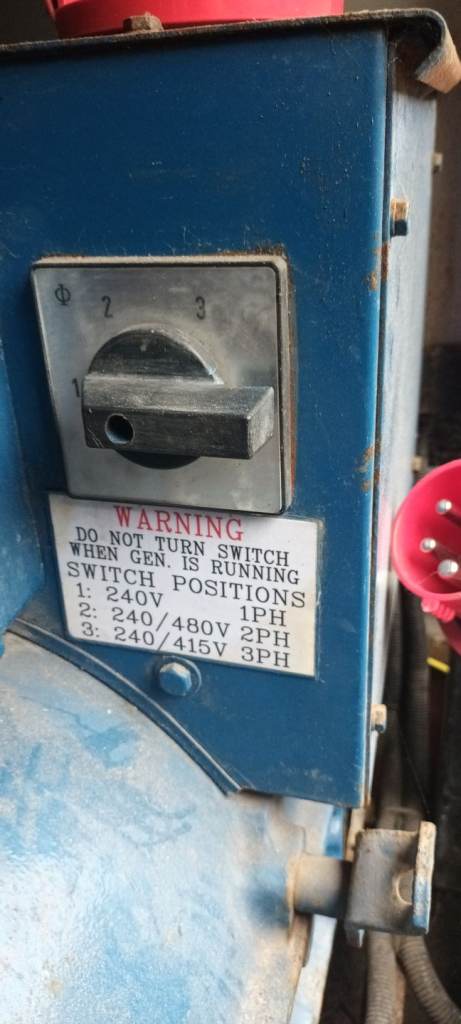 Φ
2 3
1
WARNING
DO NOT TURN SWITCH
WHEN GEN. IS RUNNING
SWITCH POSITIONS
1: 240V 1PH
2: 240/480V 2PH
3: 240/415V 3PH